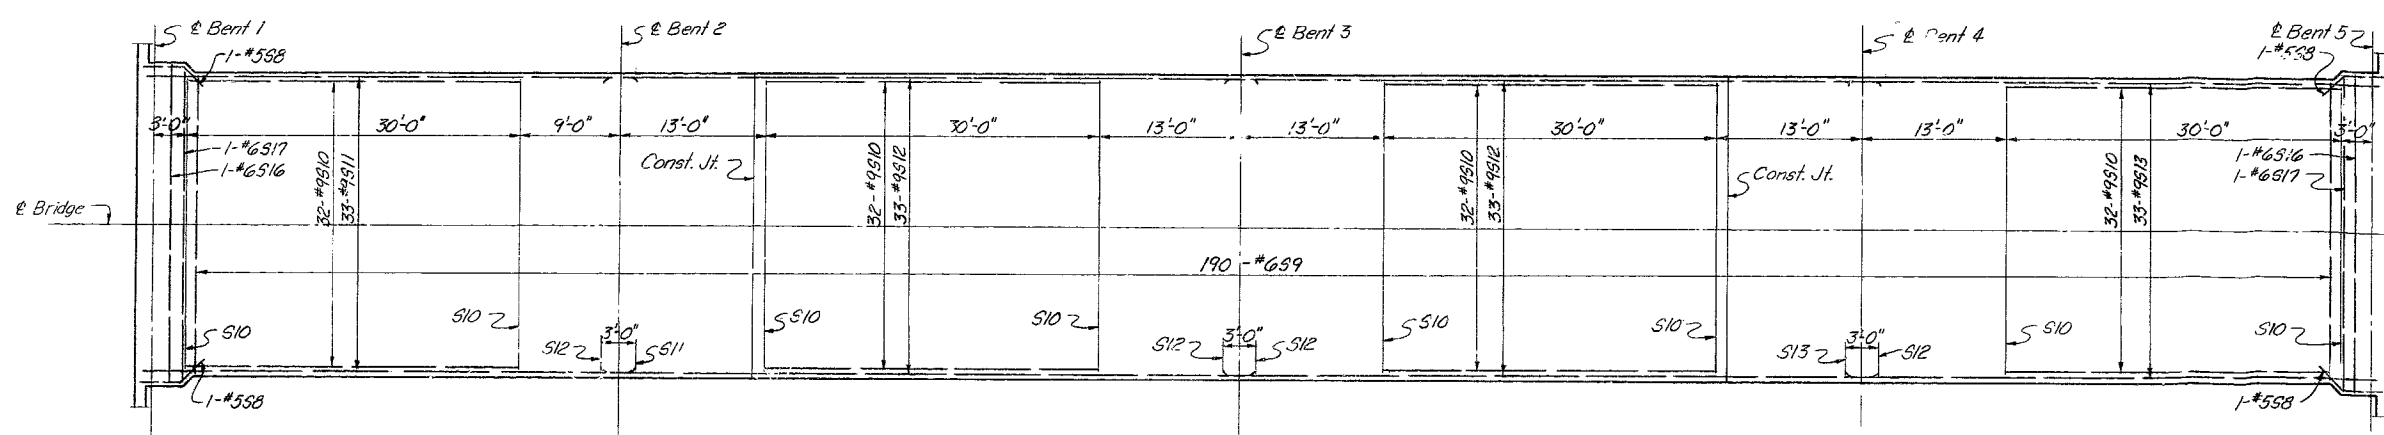 ℄ Bent 1
℄ Bent 2
℄ Bent 3
℄ Bent 4
℄ Bent 5
1-#5S8
1-#5S8
3'-0"
30'-0"
9'-0"
13'-0"
30'-0"
13'-0"
13'-0"
30'-0"
13'-0"
13'-0"
30'-0"
3'-0"
1-#6S17
1-#6S16
32-#9S10
33-#9S11
Const. Jt.
32-#9S10
33-#9S12
32-#9S10
33-#9S12
Const. Jt.
32-#9S10
33-#9S13
1-#6S16
1-#6S17
℄ Bridge
190-#6S9
S10
S10
S12
3'-0"
S11
S10
S10
S12
3'-0"
S12
S10
S10
S13
3'-0"
S12
S10
S10
1-#5S8
1-#5S8